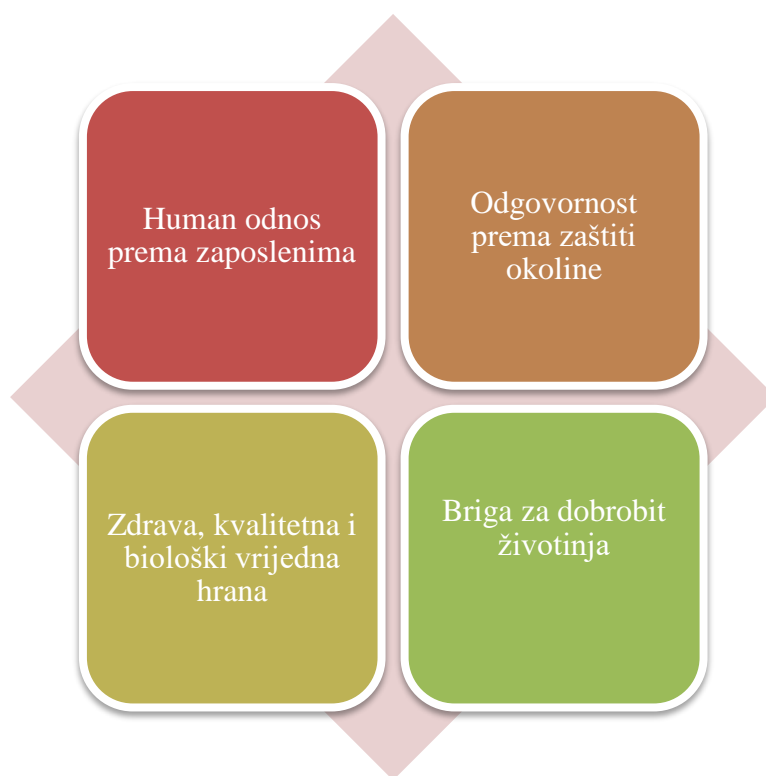 Human odnos
prema zaposlenima
Odgovornost
prema zaštiti
okoline
Zdrava, kvalitetna i
biološki vrijedna
hrana
Briga za dobrobit
životinja